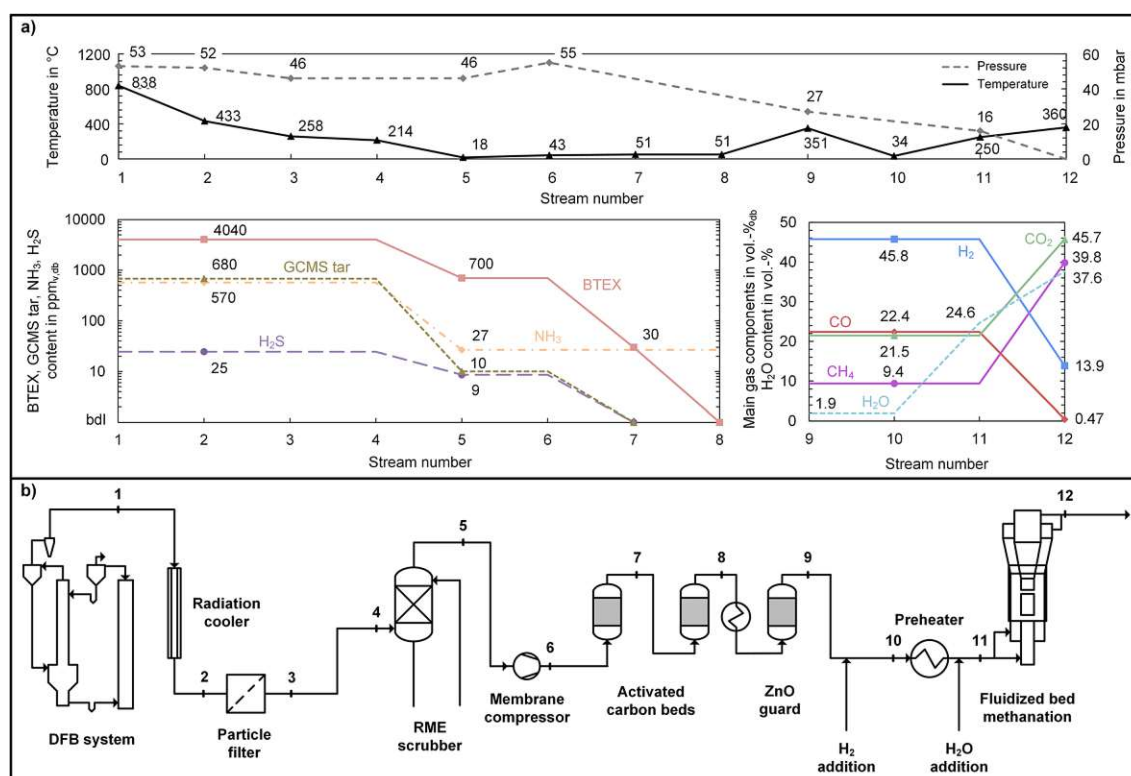 a)
53 52 46 46 55
1200 60
Temperature in °C
Pressure in mbar
Pressure
Temperature
800 838 40
433 27
400 258 214 16 360 20
18 43 51 51 351 34 250
0 0
1 2 3 4 5 6 7 8 9 10 11 12
Stream number
BTEX, GCMS tar, NH₃, H₂S
content in ppmv,db
10000
4040
1000
680
GCMS tar
700
BTEX
570
100
H₂S
27
NH₃
30
10
25
10
9
bdl
1 2 3 4 5 6 7 8
Stream number
Main gas components in vol.-%db
H₂O content in vol.-%
50
CO₂
45.7
H₂
40
45.8
39.8
37.6
30
CO
22.4
24.6
20
21.5
CH₄
9.4
13.9
10
1.9
H₂O
0
0.47
9 10 11 12
Stream number
b)
1
12
5
7 8 9
Radiation
cooler
4
Preheater
10 11
2 3
6
Membrane
compressor
Activated
carbon beds
ZnO
guard
Fluidized bed
methanation
DFB system
Particle
filter
RME
scrubber
H₂
addition
H₂O
addition